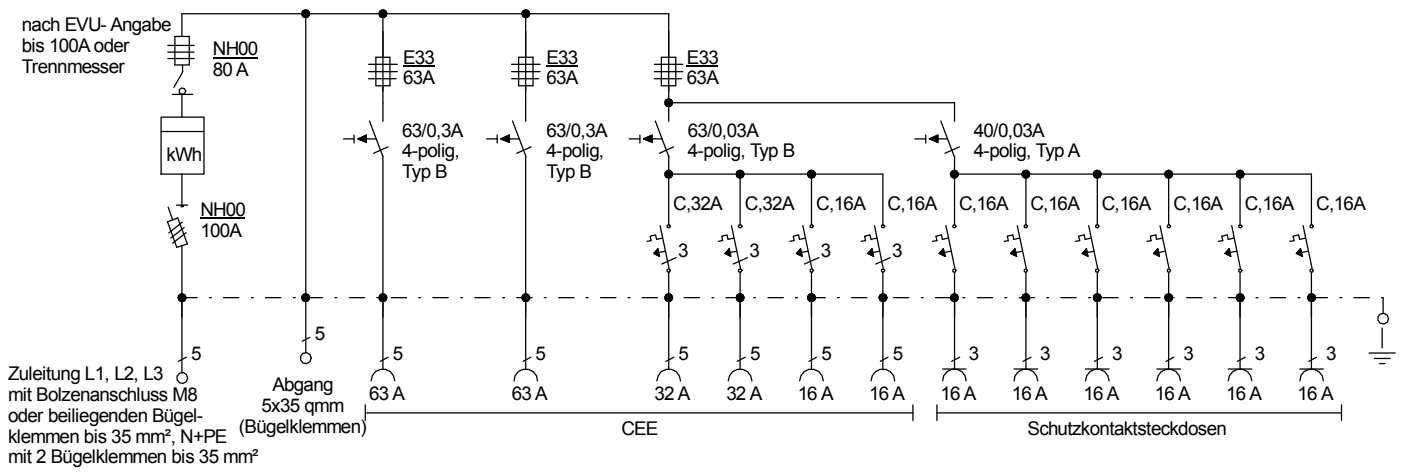 nach EVU- Angabe
bis 100A oder
Trennmesser
NH00
80 A
kWh
NH00
100A
E33
63A
E33
63A
E33
63A
63/0,3A
4-polig,
Typ B
63/0,3A
4-polig,
Typ B
63/0,03A
4-polig, Typ B
40/0,03A
4-polig, Typ A
C,32A
C,32A
C,16A
C,16A
C,16A
C,16A
C,16A
C,16A
C,16A
C,16A
3
3
3
3
5
5
5
5
5
5
5
5
3
3
3
3
3
3
Zuleitung L1, L2, L3
mit Bolzenanschluss M8
oder beiliegenden Bügel-
klemmen bis 35 mm², N+PE
mit 2 Bügelklemmen bis 35 mm²
Abgang
5x35 qmm
(Bügelklemmen)
63 A
63 A
32 A
32 A
16 A
16 A
16 A
16 A
16 A
16 A
16 A
16 A
CEE
Schutzkontaktsteckdosen